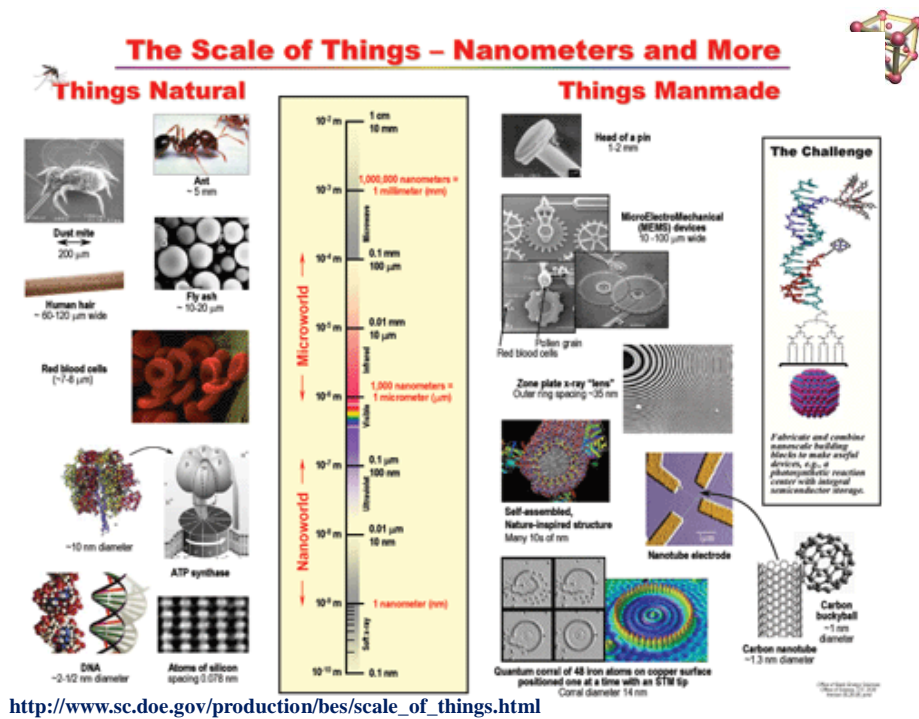 The Scale of Things – Nanometers and More
Things Natural
Dust mite
200 µm
Ant
~ 5 mm
Human hair
~ 60-120 µm wide
Fly ash
~ 10-20 µm
Red blood cells
(~7-8 µm)
~10 nm diameter
ATP synthase
DNA
~2-1/2 nm diameter
Atoms of silicon
spacing 0.078 nm
10⁻² m
1 cm
10 mm
1,000,000 nanometers =
1 millimeter (mm)
10⁻³ m
Microwave
0.1 mm
100 µm
10⁻⁴ m
Microworld
0.01 mm
10 µm
10⁻⁵ m
Infrared
1,000 nanometers =
1 micrometer (µm)
10⁻⁶ m
Visible
0.1 µm
100 nm
10⁻⁷ m
Ultraviolet
Nanoworld
0.01 µm
10 nm
10⁻⁸ m
1 nanometer (nm)
10⁻⁹ m
Soft x-ray
10⁻¹⁰ m
0.1 nm
Things Manmade
Head of a pin
1-2 mm
MicroElectroMechanical
(MEMS) devices
10 -100 µm wide
Pollen grain
Red blood cells
Zone plate x-ray "lens"
Outer ring spacing ~35 nm
Self-assembled,
Nature-inspired structure
Many 10s of nm
Nanotube electrode
Quantum corral of 48 iron atoms on copper surface
positioned one at a time with an STM tip
Corral diameter 14 nm
Carbon
buckyball
~1 nm
diameter
Carbon nanotube
~1.3 nm diameter
The Challenge
Fabricate and combine
nanoscale building
blocks to make useful
devices, e.g., a
photosynthetic reaction
center with integral
semiconductor storage.
http://www.sc.doe.gov/production/bes/scale_of_things.html